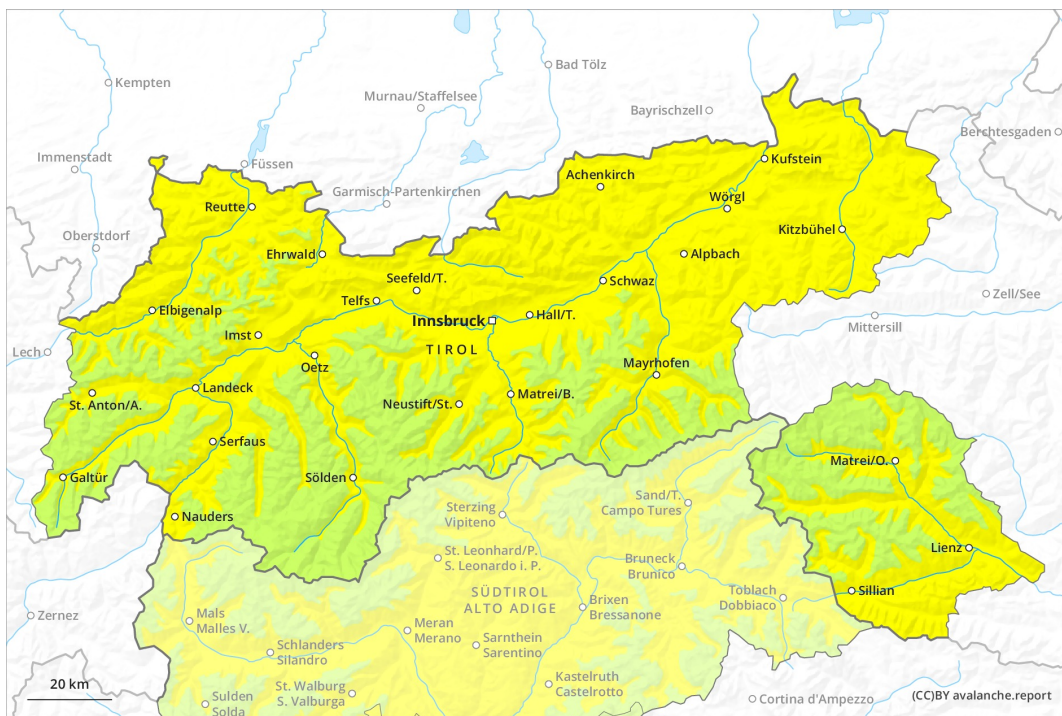 Kempten
Bad Tölz
Murnau/Staffelsee
Bayrischzell
Berchtesgaden
Immenstadt
Füssen
Kufstein
Achenkirch
Garmisch-Partenkirchen
Reutte
Wörgl
Oberstdorf
Kitzbühel
Ehrwald
Alpbach
Seefeld/T.
Schwaz
Zell/See
Telfs
Elbigenalp
Hall/T.
Innsbruck
Mittersill
Imst
TIROL
Lech
Oetz
Mayrhofen
Landeck
St. Anton/A.
Neustift/St.
Matrei/B.
Serfaus
Matrei/O.
Galtür
Sölden
Sand/T.
Campo Tures
Sterzing
Vipiteno
Nauders
Lienz
St. Leonhard/P.
S. Leonardo i. P.
Bruneck
Brunico
SÜDTIROL
ALTO ADIGE
Toblach
Dobbiaco
Sillian
Brixen
Bressanone
Zernez
Mals
Malles V.
Meran
Merano
Schlanders
Silandro
Sarnthein
Sarentino
Kastelruth
Castelrotto
20 km
St. Walburg
S. Valburga
Sulden
Solda
Cortina d'Ampezzo
(CC)BY avalanche.report